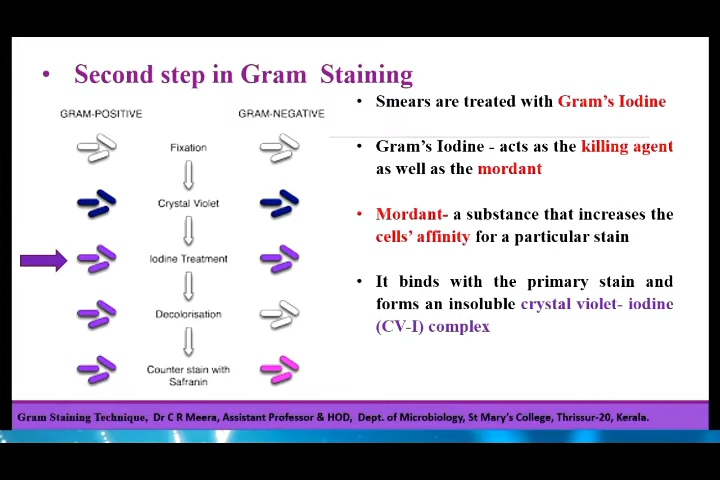 • Second step in Gram Staining
GRAM-POSITIVE
GRAM-NEGATIVE
Fixation
Crystal Violet
Iodine Treatment
Decolorisation
Counter stain with
Safranin
• Smears are treated with Gram's Iodine
• Gram's Iodine - acts as the killing agent
as well as the mordant
• Mordant- a substance that increases the
cells' affinity for a particular stain
• It binds with the primary stain and
forms an insoluble crystal violet- iodine
(CV-I) complex
Gram Staining Technique, Dr C R Meera, Assistant Professor & HOD, Dept. of Microbiology, St Mary's College, Thrissur-20, Kerala.